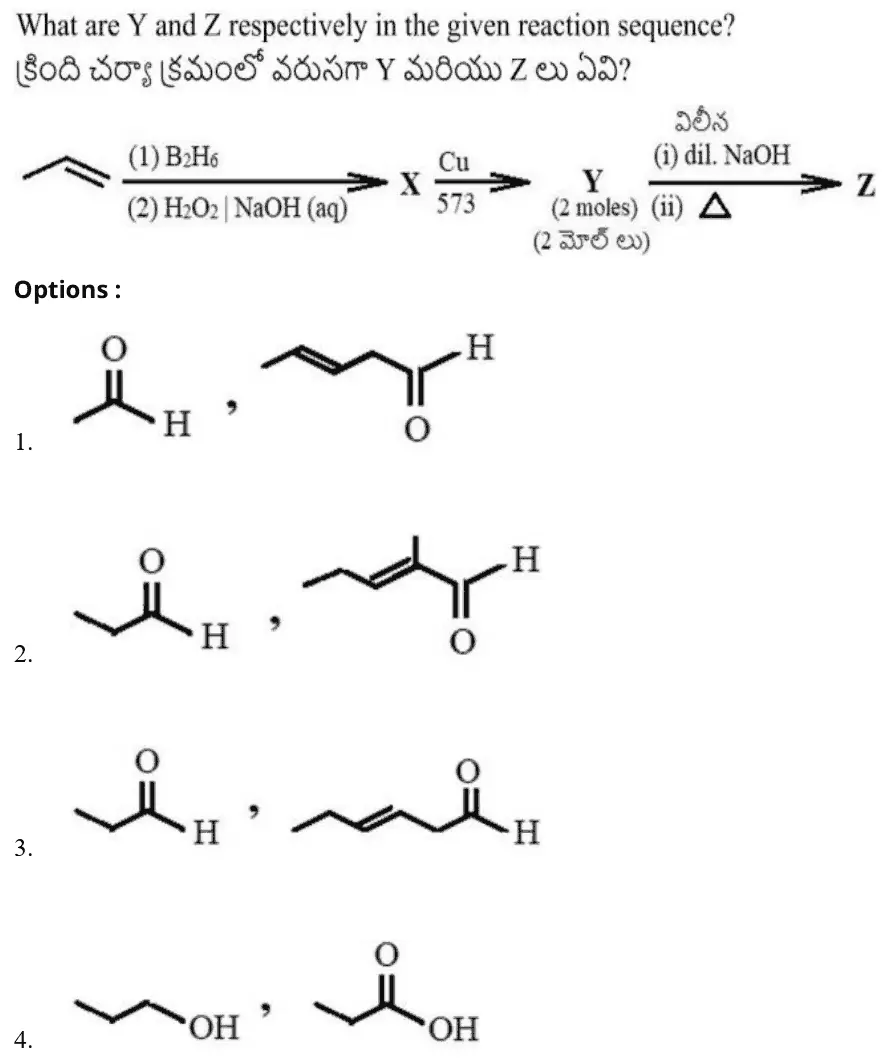 What are Y and Z respectively in the given reaction sequence?
క్రింది చర్యా క్రమంలో వరుసగా Y మరియు Z లు ఏవి?
విలీన
(1) B₂H₆ Cu (i) dil. NaOH
X Y Z
(2) H₂O₂ | NaOH (aq) 573 (2 moles) (ii) △
(2 మోల్ లు)
Options :
O H
H , O
1.
O H
H , O
2.
O O
H , H
3.
O
OH , OH
4.